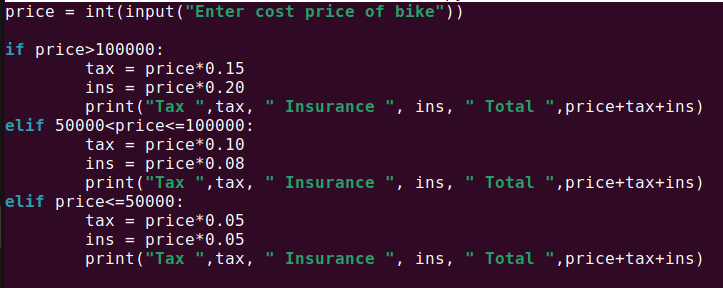 price = int(input("Enter cost price of bike"))
if price>100000:
        tax = price*0.15
        ins = price*0.20
        print("Tax ",tax, " Insurance ", ins, " Total ",price+tax+ins)
elif 50000<price<=100000:
        tax = price*0.10
        ins = price*0.08
        print("Tax ",tax, " Insurance ", ins, " Total ",price+tax+ins)
elif price<=50000:
        tax = price*0.05
        ins = price*0.05
        print("Tax ",tax, " Insurance ", ins, " Total ",price+tax+ins)